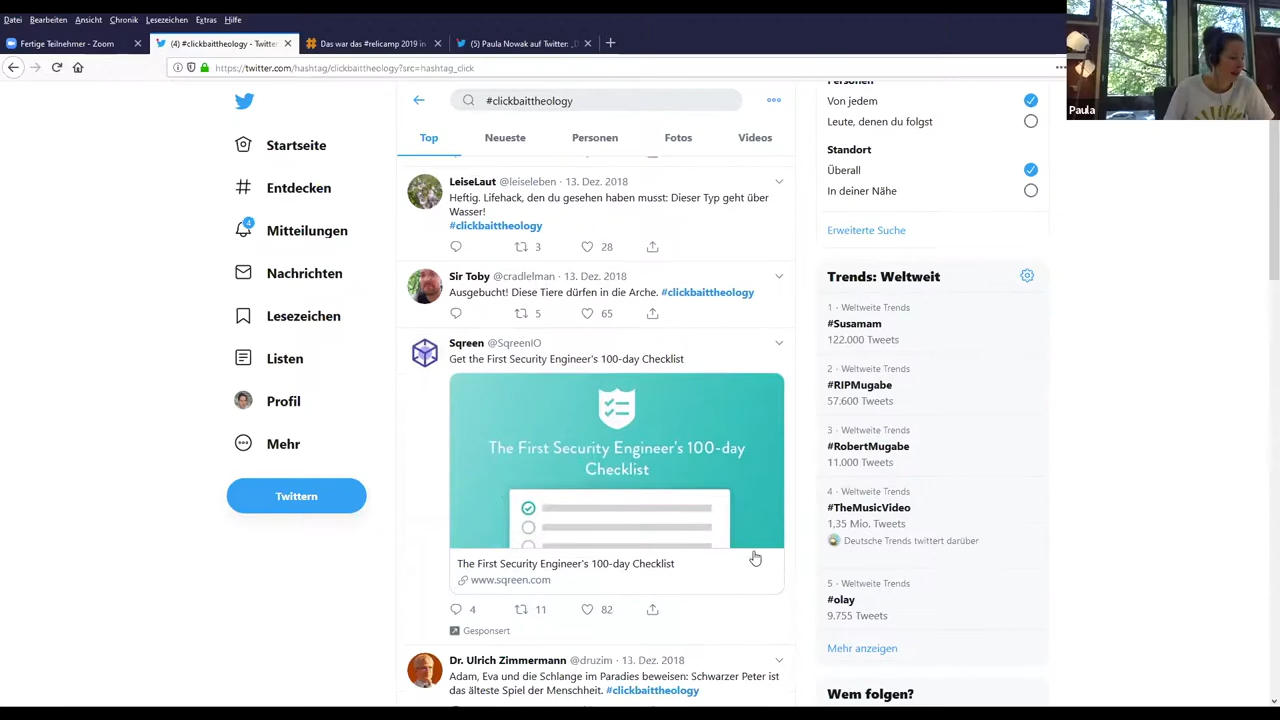 Datei Bearbeiten Ansicht Chronik Lesezeichen Extras Hilfe
Fertige Teilnehmer - Zoom
(4) #clickbaittheology - Twitter
Das war das #relicamp 2019 in
(5) Paula Nowak auf Twitter: „D
https://twitter.com/hashtag/clickbaittheology?src=hashtag_click
Paula
Startseite
Entdecken
4
Mitteilungen
Nachrichten
Lesezeichen
Listen
Profil
Mehr
Twittern
#clickbaittheology
Top Neueste Personen Fotos Videos
LeiseLaut @leiseleben · 13. Dez. 2018
Heftig. Lifehack, den du gesehen haben musst: Dieser Typ geht über
Wasser!
#clickbaittheology
3 28
Sir Toby @cradlelman · 13. Dez. 2018
Ausgebucht! Diese Tiere dürfen in die Arche. #clickbaittheology
5 65
Sqreen @SqreenIO
Get the First Security Engineer's 100-day Checklist
The First Security Engineer's 100-day
Checklist
The First Security Engineer's 100-day Checklist
www.sqreen.com
4 11 82
Gesponsert
Dr. Ulrich Zimmermann @druzim · 13. Dez. 2018
Adam, Eva und die Schlange im Paradies beweisen: Schwarzer Peter ist
das älteste Spiel der Menschheit. #clickbaittheology
Personen
Von jedem
Leute, denen du folgst
Standort
Überall
In deiner Nähe
Erweiterte Suche
Trends: Weltweit
1 · Weltweite Trends
#Susamam
122.000 Tweets
2 · Weltweite Trends
#RIPMugabe
57.600 Tweets
3 · Weltweite Trends
#RobertMugabe
11.000 Tweets
4 · Weltweite Trends
#TheMusicVideo
1,35 Mio. Tweets
Deutsche Trends twittert darüber
5 · Weltweite Trends
#olay
9.755 Tweets
Mehr anzeigen
Wem folgen?